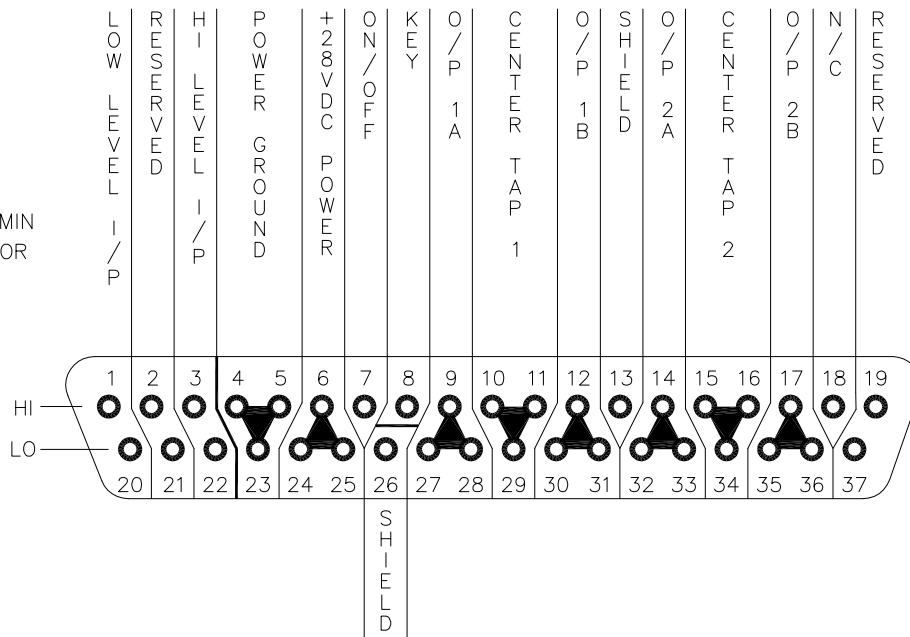 LOW LEVEL I/P
RESERVED
HI LEVEL I/P
POWER GROUND
+28VDC POWER
ON/OFF
KEY
O/P 1A
CENTER TAP 1
O/P 1B
SHIELD
O/P 2A
CENTER TAP 2
O/P 2B
N/C
RESERVED
MIN
OR
1 2 3 4 5 6 7 8 9 10 11 12 13 14 15 16 17 18 19
HI
LO
20 21 22 23 24 25 26 27 28 29 30 31 32 33 34 35 36 37
SHIELD